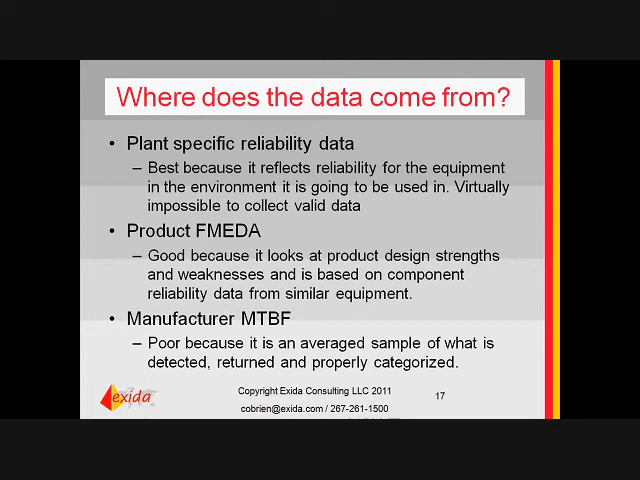 Where does the data come from?
• Plant specific reliability data
– Best because it reflects reliability for the equipment
in the environment it is going to be used in. Virtually
impossible to collect valid data
• Product FMEDA
– Good because it looks at product design strengths
and weaknesses and is based on component
reliability data from similar equipment.
• Manufacturer MTBF
– Poor because it is an averaged sample of what is
detected, returned and properly categorized.
exida
Copyright Exida Consulting LLC 2011
cobrien@exida.com / 267-261-1500
17